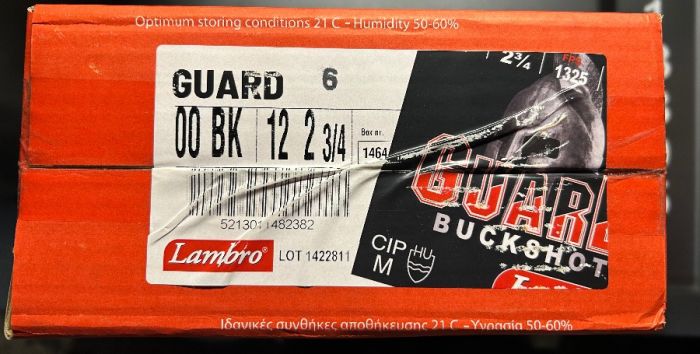 Optimum storing conditions 21 C - Humidity 50-60%
GUARD 6
00 BK 12 2 3/4
Box nr.
1464
5213011482382
Lambro®
LOT 1422811
2¾
FPS
1325
GUARD
BUCKSHOT
CIP HU
M
Ιδανικές συνθήκες αποθήκευσης 21 C - Υγρασία 50-60%